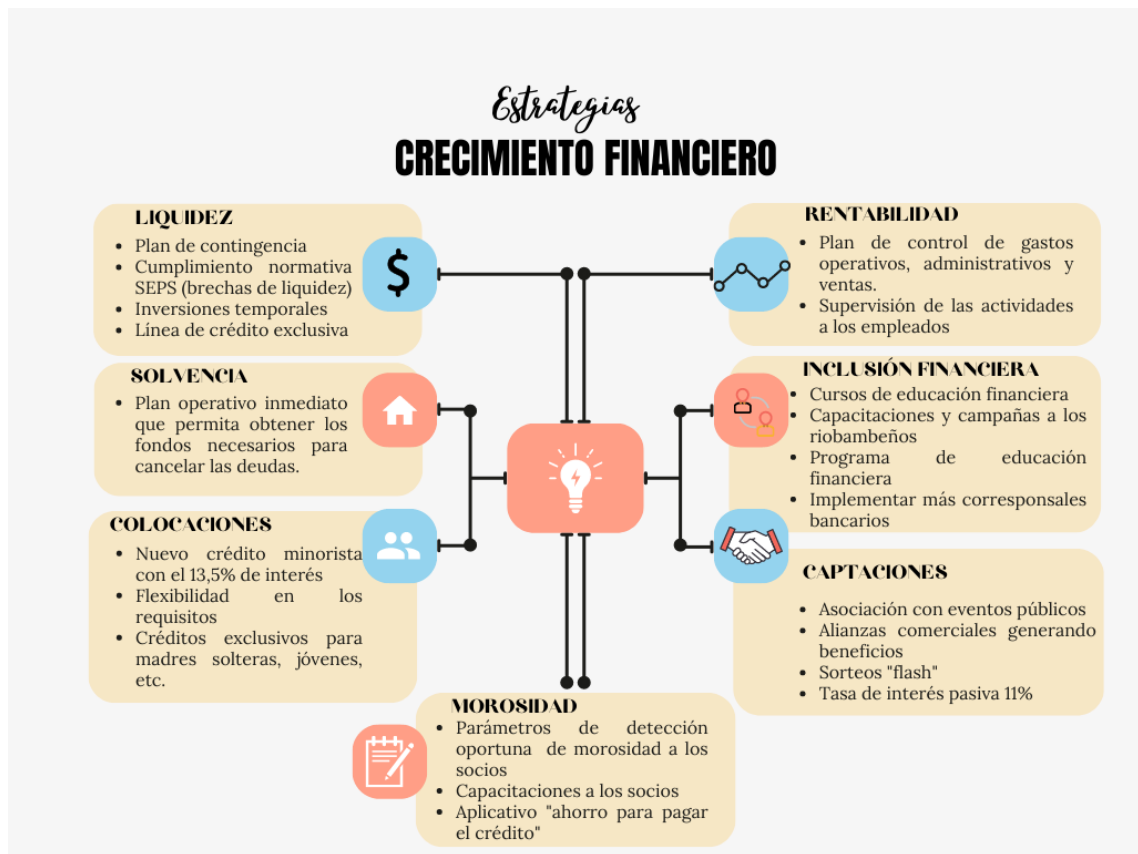 Estrategias
CRECIMIENTO FINANCIERO
LIQUIDEZ
• Plan de contingencia
• Cumplimiento normativa
SEPS (brechas de liquidez)
• Inversiones temporales
• Línea de crédito exclusiva
SOLVENCIA
• Plan operativo inmediato
que permita obtener los
fondos necesarios para
cancelar las deudas.
COLOCACIONES
• Nuevo crédito minorista
con el 13,5% de interés
• Flexibilidad en los
requisitos
• Créditos exclusivos para
madres solteras, jóvenes,
etc.
RENTABILIDAD
• Plan de control de gastos
operativos, administrativos y
ventas.
• Supervisión de las actividades
a los empleados
INCLUSIÓN FINANCIERA
• Cursos de educación financiera
• Capacitaciones y campañas a los
riobambeños
• Programa de educación
financiera
• Implementar más corresponsales
bancarios
CAPTACIONES
• Asociación con eventos públicos
• Alianzas comerciales generando
beneficios
• Sorteos "flash"
• Tasa de interés pasiva 11%
MOROSIDAD
• Parámetros de detección
oportuna de morosidad a los
socios
• Capacitaciones a los socios
• Aplicativo "ahorro para pagar
el crédito"